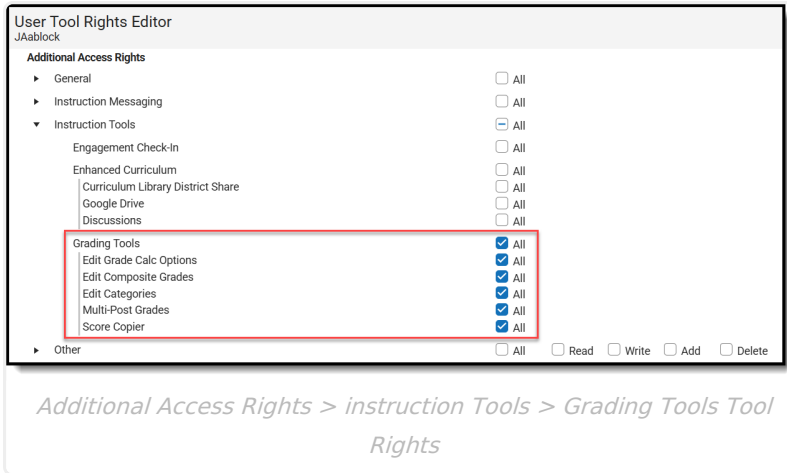 User Tool Rights Editor
JAablock
Additional Access Rights
General All
Instruction Messaging All
Instruction Tools All
Engagement Check-In All
Enhanced Curriculum All
Curriculum Library District Share All
Google Drive All
Discussions All
Grading Tools All
Edit Grade Calc Options All
Edit Composite Grades All
Edit Categories All
Multi-Post Grades All
Score Copier All
Other All Read Write Add Delete
Additional Access Rights > instruction Tools > Grading Tools Tool
Rights